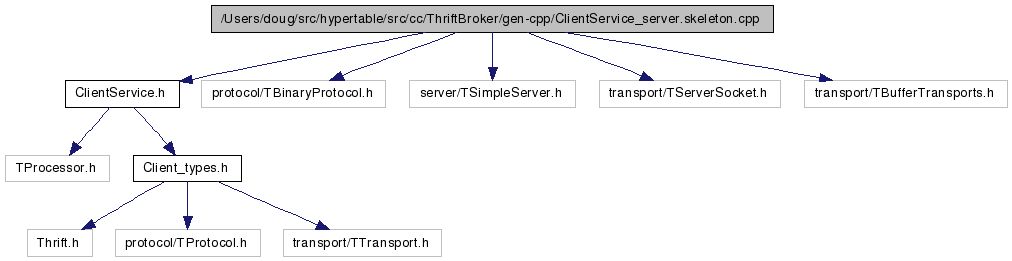 /Users/doug/src/hypertable/src/cc/ThriftBroker/gen-cpp/ClientService_server.skeleton.cpp
ClientService.h
protocol/TBinaryProtocol.h
server/TSimpleServer.h
transport/TServerSocket.h
transport/TBufferTransports.h
TProcessor.h
Client_types.h
Thrift.h
protocol/TProtocol.h
transport/TTransport.h